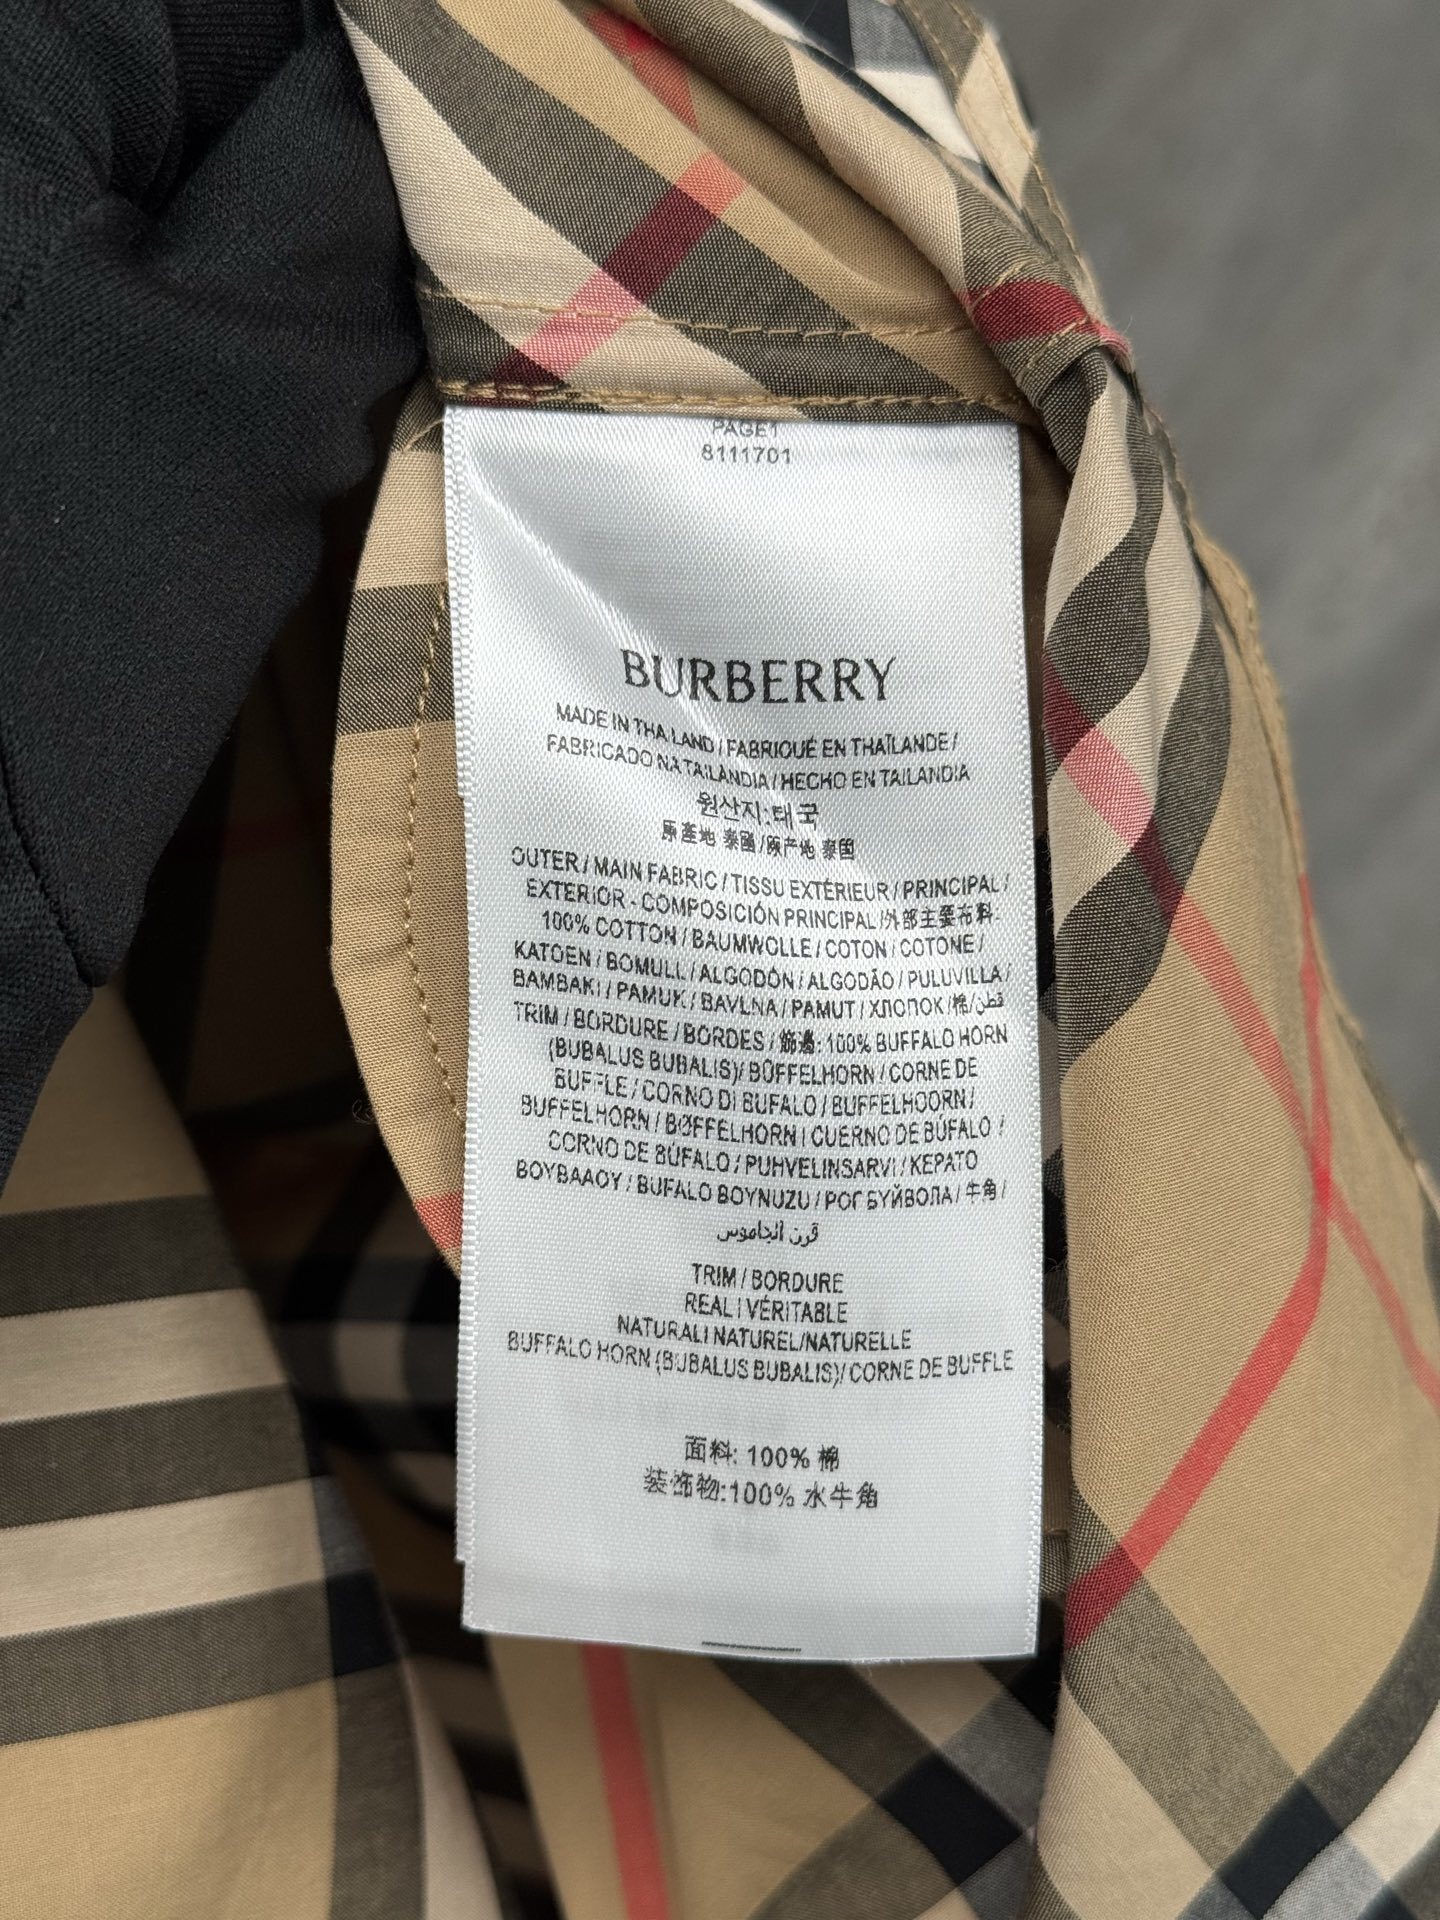 PAGE1
8111701
BURBERRY
MADE IN THAILAND / FABRIQUÉ EN THAÏLANDE /
FABRICADO NA TAILÂNDIA / HECHO EN TAILANDIA
원산지:태국
原產地 泰國/原产地 泰国
OUTER / MAIN FABRIC / TISSU EXTÉRIEUR / PRINCIPAL /
EXTERIOR - COMPOSICIÓN PRINCIPAL/外部主要布料:
100% COTTON / BAUMWOLLE / COTON / COTONE /
KATOEN / BOMULL / ALGODÓN / ALGODÃO / PULUVILLA /
BAMBAKI / PAMUK / BAVLNA / PAMUT / ХЛОПОК /棉/قطن
TRIM / BORDURE / BORDES / 飾邊: 100% BUFFALO HORN
(BUBALUS BUBALIS)/ BÜFFELHORN / CORNE DE
BUFFLE / CORNO DI BUFALO / BUFFELHOORN /
BUFFELHORN / BØFFELHORN / CUERNO DE BÚFALO /
CORNO DE BÚFALO / PUHVELINSARVI / ΚΕΡΑΤΟ
ΒΟΥΒΑΛΟΥ / BUFALO BOYNUZU / РОГ БУЙВОЛА / 牛角 /
قرن الجاموس
TRIM / BORDURE
REAL / VÉRITABLE
NATURAL/ NATUREL/NATURELLE
BUFFALO HORN (BUBALUS BUBALIS)/ CORNE DE BUFFLE
面料: 100% 棉
装饰物:100% 水牛角